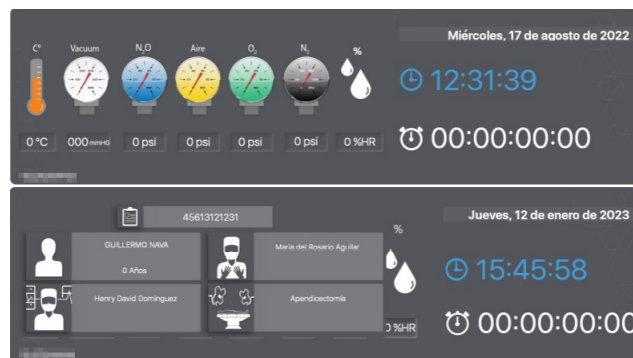 Miércoles, 17 de agosto de 2022
C° Vacuum N₂O Aire O₂ N₂ %
12:31:39
0 °C 000 mmHG 0 psi 0 psi 0 psi 0 psi 0 %HR
00:00:00:00
45613121231
Jueves, 12 de enero de 2023
%
GUILLERMO NAVA
0 Años
María del Rosario Aguilar
15:45:58
Henry David Dominguez
Apendicectomía
%HR
00:00:00:00